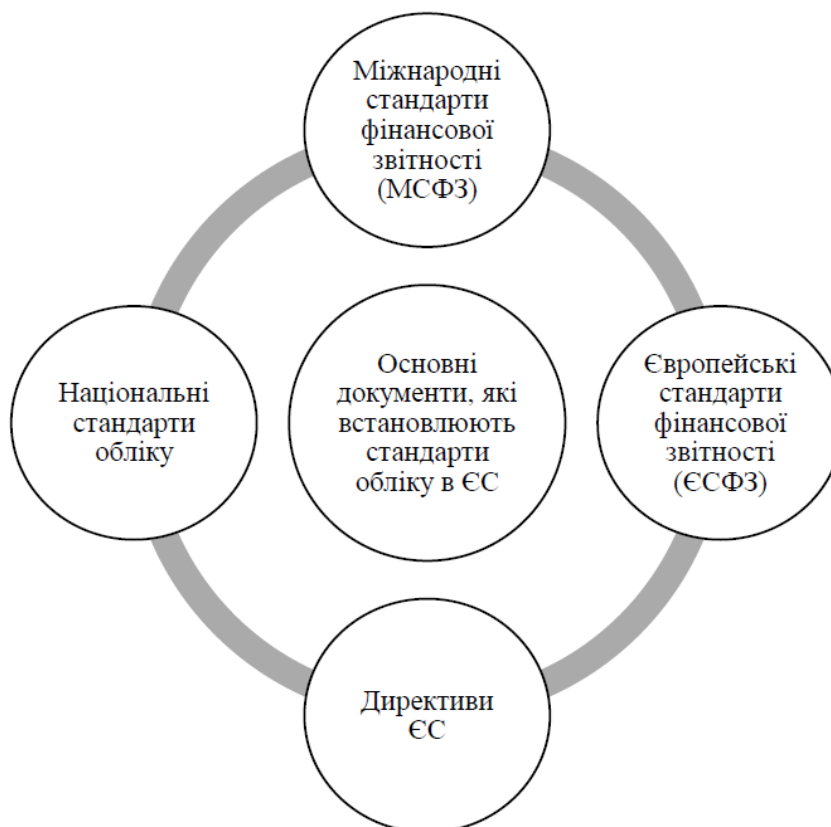 Міжнародні
стандарти
фінансової
звітності
(МСФЗ)
Національні
стандарти
обліку
Основні
документи, які
встановлюють
стандарти
обліку в ЄС
Європейські
стандарти
фінансової
звітності
(ЄСФЗ)
Директиви
ЄС